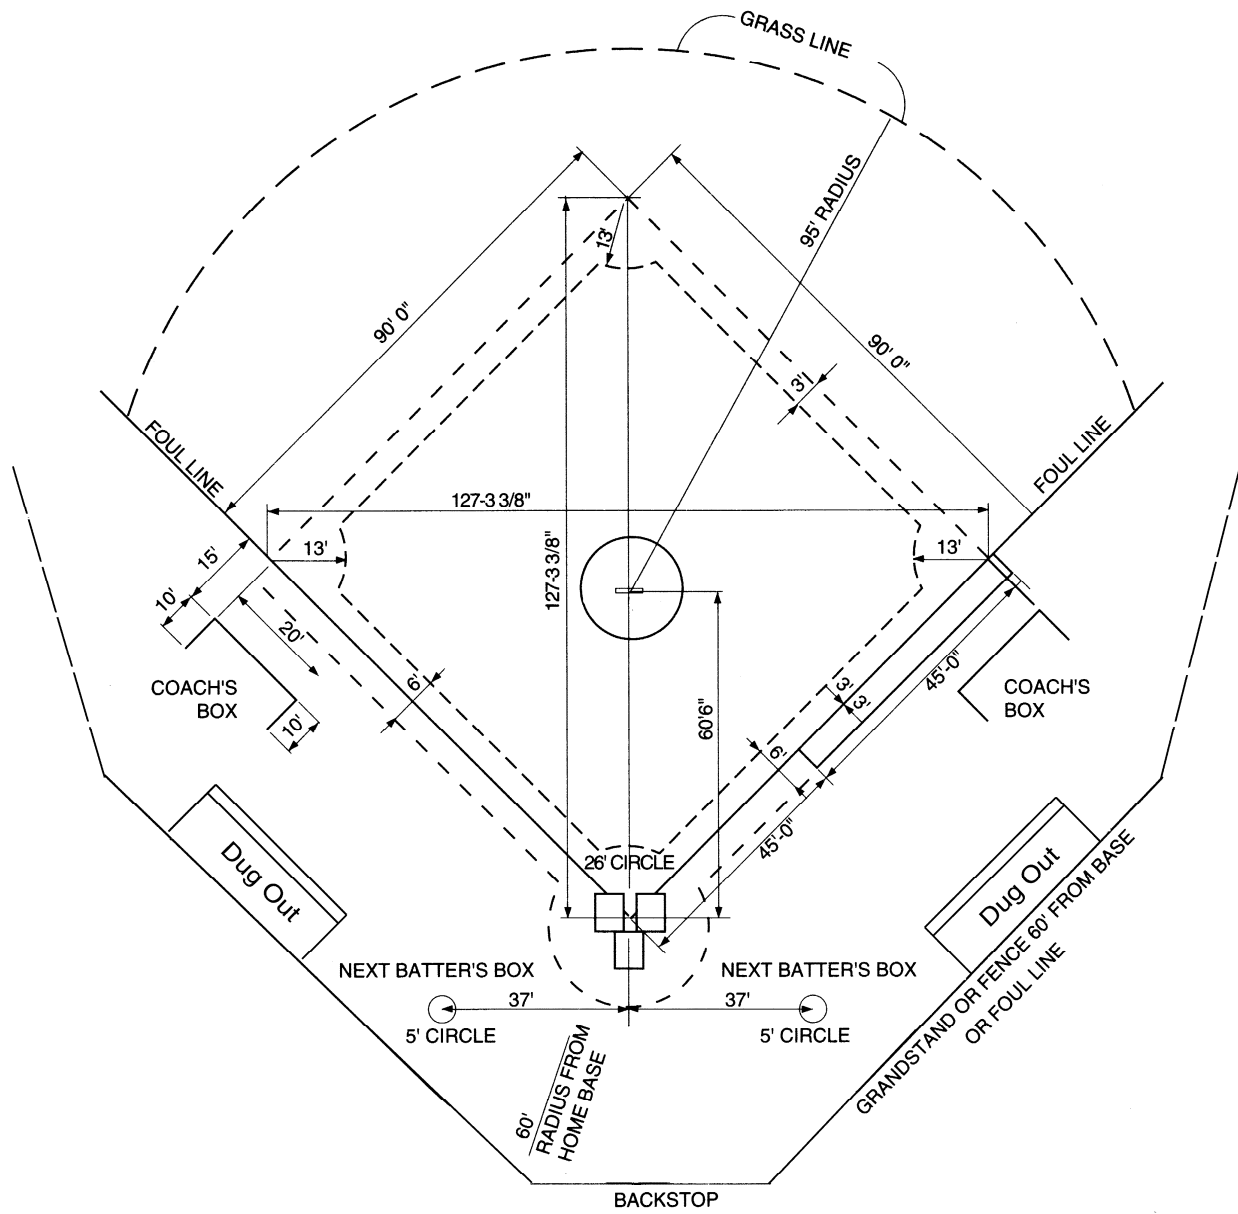 GRASS LINE
95' RADIUS
13'
90' 0"
90' 0"
3'
FOUL LINE
FOUL LINE
127-3 3/8"
127-3 3/8"
15'
13'
13'
10'
20'
10'
COACH'S
BOX
COACH'S
BOX
6'
60'6"
3'
3'
45'-0"
6'
45'-0"
26' CIRCLE
Dug Out
Dug Out
NEXT BATTER'S BOX
NEXT BATTER'S BOX
37'
37'
5' CIRCLE
5' CIRCLE
60'
RADIUS FROM
HOME BASE
GRANDSTAND OR FENCE 60' FROM BASE
OR FOUL LINE
BACKSTOP